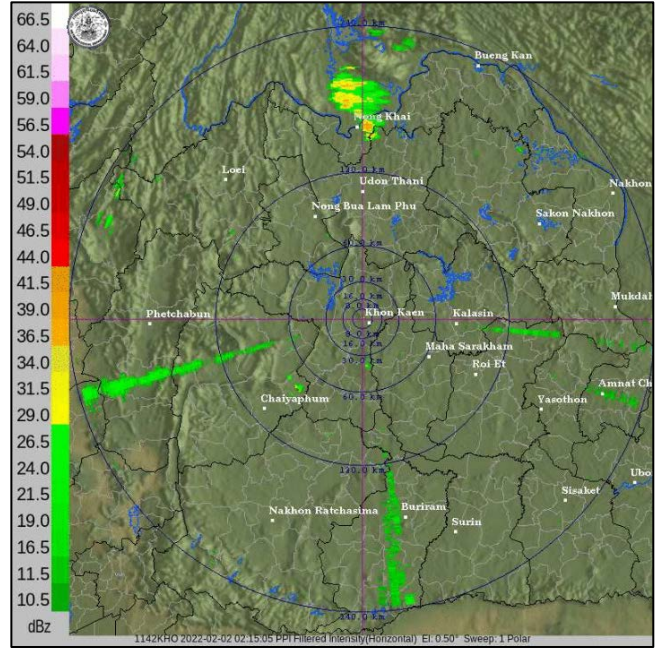 66.5
64.0
61.5
59.0
56.5
54.0
51.5
49.0
46.5
44.0
41.5
39.0
36.5
34.0
31.5
29.0
26.5
24.0
21.5
19.0
16.5
11.5
10.5
dBz
Bueng Kan
Nong Khai
Loei
Udon Thani
Nakhon
Nong Bua Lam Phu
Sakon Nakhon
Mukdah
Phetchabun
Khon Kaen
Kalasin
Maha Sarakham
Roi-Et
Amnat Ch
Chaiyaphum
Yasothon
120.0 km
Ubo
Sisaket
Nakhon Ratchasima
Buriram
Surin
1142KHO 2022-02-02 02:15:05 PPI Filtered Intensity(Horizontal) El: 0.50° Sweep: 1 Polar